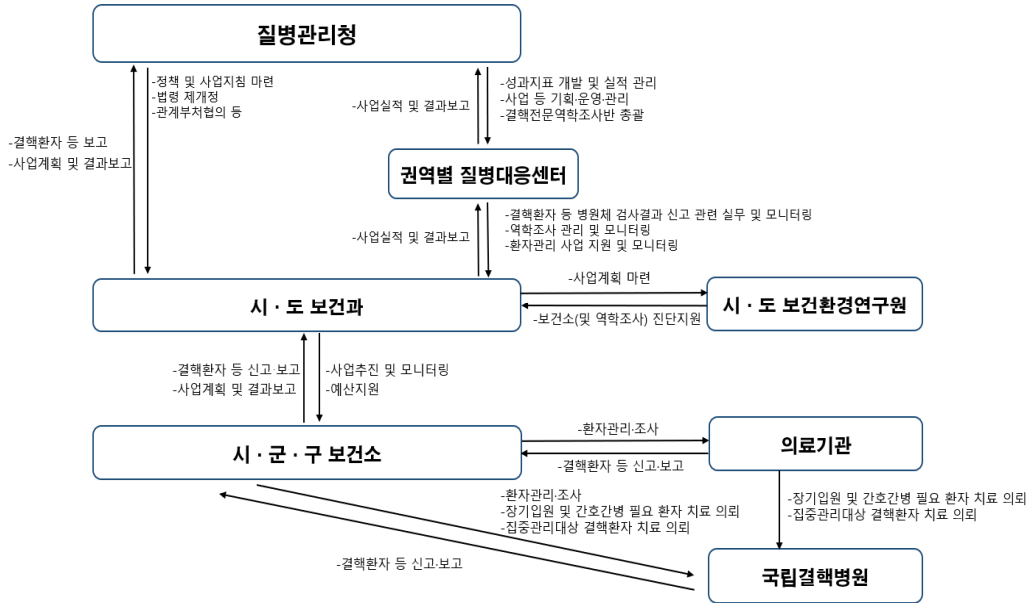 질병관리청
-정책 및 사업지침 마련
-법령 제개정
-관계부처협의 등
-결핵환자 등 보고
-사업계획 및 결과보고
-사업실적 및 결과보고
-성과지표 개발 및 실적 관리
-사업 등 기획·운영·관리
-결핵전문역학조사반 총괄
권역별 질병대응센터
-사업실적 및 결과보고
-결핵환자 등 병원체 검사결과 신고 관련 실무 및 모니터링
-역학조사 관리 및 모니터링
-환자관리 사업 지원 및 모니터링
시 · 도 보건과
-사업계획 마련
-보건소(및 역학조사) 진단지원
시 · 도 보건환경연구원
-결핵환자 등 신고·보고
-사업계획 및 결과보고
-사업추진 및 모니터링
-예산지원
시 · 군 · 구 보건소
-환자관리·조사
-결핵환자 등 신고·보고
의료기관
-환자관리·조사
-장기입원 및 간호간병 필요 환자 치료 의뢰
-집중관리대상 결핵환자 치료 의뢰
-장기입원 및 간호간병 필요 환자 치료 의뢰
-집중관리대상 결핵환자 치료 의뢰
-결핵환자 등 신고·보고
국립결핵병원